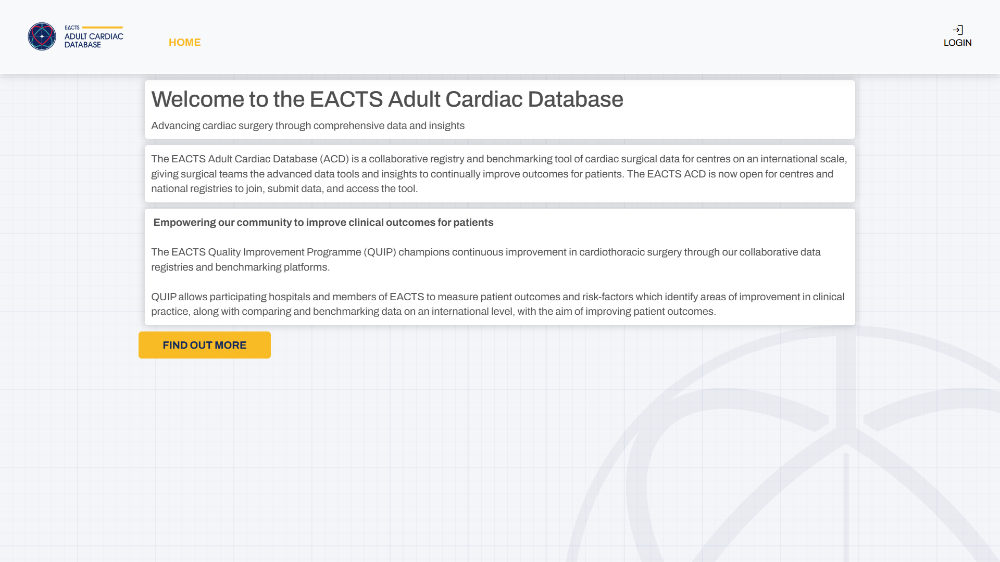 EACTS
ADULT CARDIAC
DATABASE
HOME
LOGIN
Welcome to the EACTS Adult Cardiac Database
Advancing cardiac surgery through comprehensive data and insights
The EACTS Adult Cardiac Database (ACD) is a collaborative registry and benchmarking tool of cardiac surgical data for centres on an international scale,
giving surgical teams the advanced data tools and insights to continually improve outcomes for patients. The EACTS ACD is now open for centres and
national registries to join, submit data, and access the tool.
Empowering our community to improve clinical outcomes for patients
The EACTS Quality Improvement Programme (QUIP) champions continuous improvement in cardiothoracic surgery through our collaborative data
registries and benchmarking platforms.
QUIP allows participating hospitals and members of EACTS to measure patient outcomes and risk-factors which identify areas of improvement in clinical
practice, along with comparing and benchmarking data on an international level, with the aim of improving patient outcomes.
FIND OUT MORE